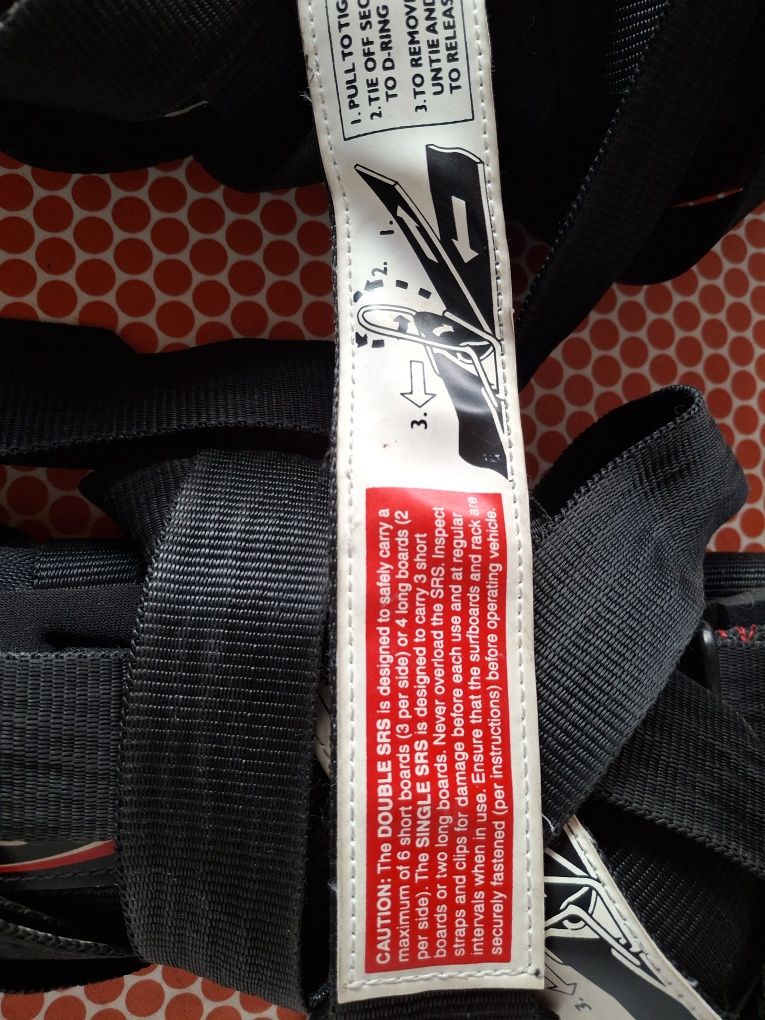 1. PULL TO TIG
2. TIE OFF SEC
TO D-RING
3. TO REMOV
UNTIE AND
TO RELEAS
1.
2.
3.
CAUTION: The DOUBLE SRS is designed to safely carry a
maximum of 6 short boards (3 per side) or 4 long boards (2
per side). The SINGLE SRS is designed to carry 3 short
boards or two long boards. Never overload the SRS. Inspect
straps and clips for damage before each use and at regular
intervals when in use. Ensure that the surfboards and rack are
securely fastened (per instructions) before operating vehicle.
3.